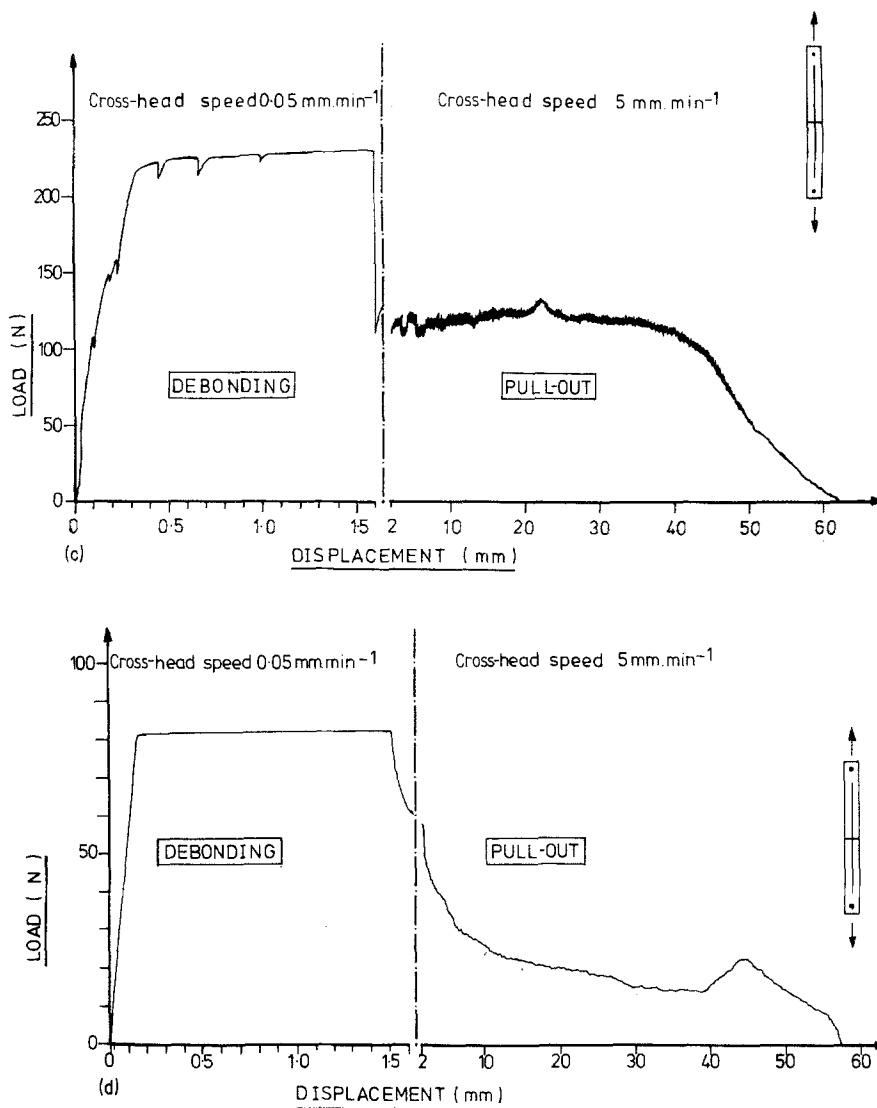 Cross-head speed 0·05 mm.min⁻¹
Cross-head speed 5 mm.min⁻¹
250
200
150
100
50
0
LOAD (N)
DEBONDING
PULL-OUT
0 0·5 1·0 1·5 2 10 20 30 40 50 60
(c)
DISPLACEMENT (mm)
Cross-head speed 0·05 mm.min⁻¹
Cross-head speed 5 mm.min⁻¹
100
50
0
LOAD (N)
DEBONDING
PULL-OUT
0 0·5 1·0 1·5 2 10 20 30 40 50 60
(d)
DISPLACEMENT (mm)